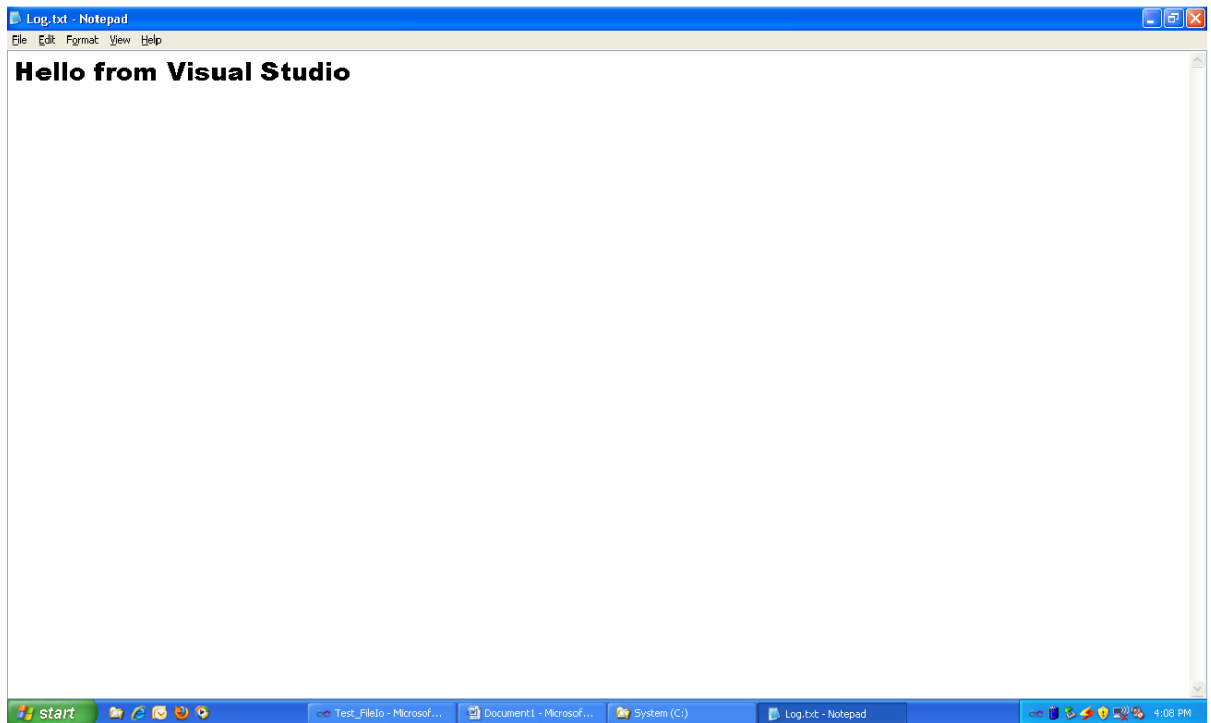 Log.txt - Notepad
File Edit Format View Help
Hello from Visual Studio
start Test_FileIo - Microsof... Document1 - Microsof... System (C:) Log.txt - Notepad 4:08 PM